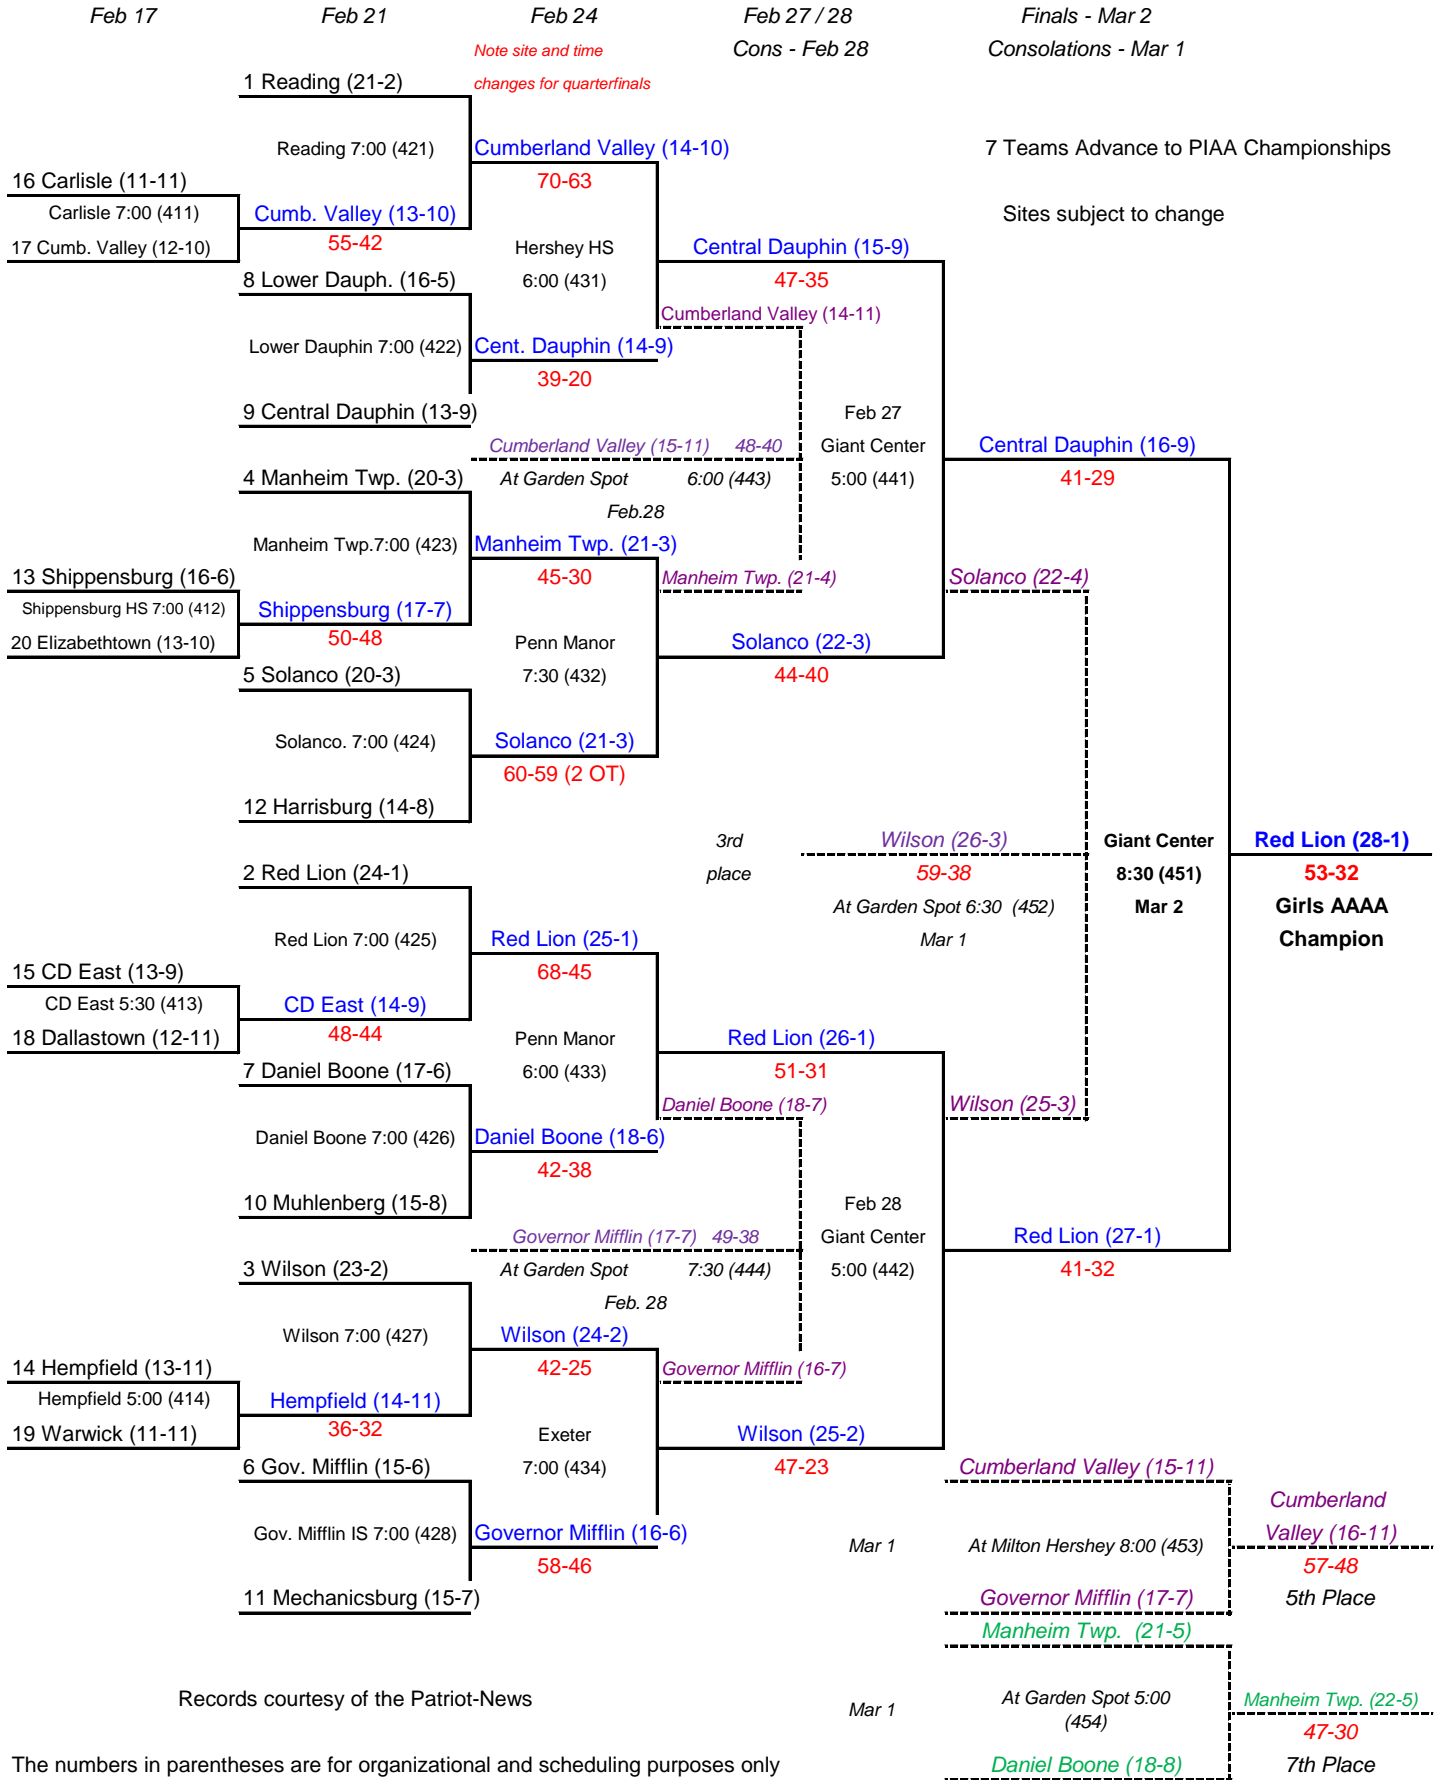 Feb 17 Feb 21 Feb 24 Feb 27 / 28 Finals - Mar 2
Note site and time Cons - Feb 28 Consolations - Mar 1
1 Reading (21-2) changes for quarterfinals
Reading 7:00 (421) Cumberland Valley (14-10) 7 Teams Advance to PIAA Championships
16 Carlisle (11-11) 70-63
Carlisle 7:00 (411) Cumb. Valley (13-10) Sites subject to change
17 Cumb. Valley (12-10) 55-42 Hershey HS Central Dauphin (15-9)
8 Lower Dauph. (16-5) 6:00 (431) 47-35
Cumberland Valley (14-11)
Lower Dauphin 7:00 (422) Cent. Dauphin (14-9)
39-20
9 Central Dauphin (13-9) Feb 27
Cumberland Valley (15-11) 48-40 Giant Center Central Dauphin (16-9)
4 Manheim Twp. (20-3) At Garden Spot 6:00 (443) 5:00 (441) 41-29
Feb.28
Manheim Twp.7:00 (423) Manheim Twp. (21-3)
13 Shippensburg (16-6) 45-30 Manheim Twp. (21-4) Solanco (22-4)
Shippensburg HS 7:00 (412) Shippensburg (17-7)
20 Elizabethtown (13-10) 50-48 Penn Manor Solanco (22-3)
5 Solanco (20-3) 7:30 (432) 44-40
Solanco. 7:00 (424) Solanco (21-3)
60-59 (2 OT)
12 Harrisburg (14-8)
3rd Wilson (26-3) Giant Center Red Lion (28-1)
2 Red Lion (24-1) place 59-38 8:30 (451) 53-32
At Garden Spot 6:30 (452) Mar 2 Girls AAAA
Red Lion 7:00 (425) Red Lion (25-1) Mar 1 Champion
15 CD East (13-9) 68-45
CD East 5:30 (413) CD East (14-9)
18 Dallastown (12-11) 48-44 Penn Manor Red Lion (26-1)
7 Daniel Boone (17-6) 6:00 (433) 51-31
Daniel Boone (18-7) Wilson (25-3)
Daniel Boone 7:00 (426) Daniel Boone (18-6)
42-38
10 Muhlenberg (15-8) Feb 28
Governor Mifflin (17-7) 49-38 Giant Center Red Lion (27-1)
3 Wilson (23-2) At Garden Spot 7:30 (444) 5:00 (442) 41-32
Feb. 28
Wilson 7:00 (427) Wilson (24-2)
14 Hempfield (13-11) 42-25 Governor Mifflin (16-7)
Hempfield 5:00 (414) Hempfield (14-11)
19 Warwick (11-11) 36-32 Exeter Wilson (25-2)
6 Gov. Mifflin (15-6) 7:00 (434) 47-23 Cumberland Valley (15-11)
Cumberland
Gov. Mifflin IS 7:00 (428) Governor Mifflin (16-6) Mar 1 At Milton Hershey 8:00 (453) Valley (16-11)
58-46 57-48
11 Mechanicsburg (15-7) Governor Mifflin (17-7) 5th Place
Manheim Twp. (21-5)
Records courtesy of the Patriot-News Mar 1 At Garden Spot 5:00 Manheim Twp. (22-5)
(454) 47-30
The numbers in parentheses are for organizational and scheduling purposes only Daniel Boone (18-8) 7th Place